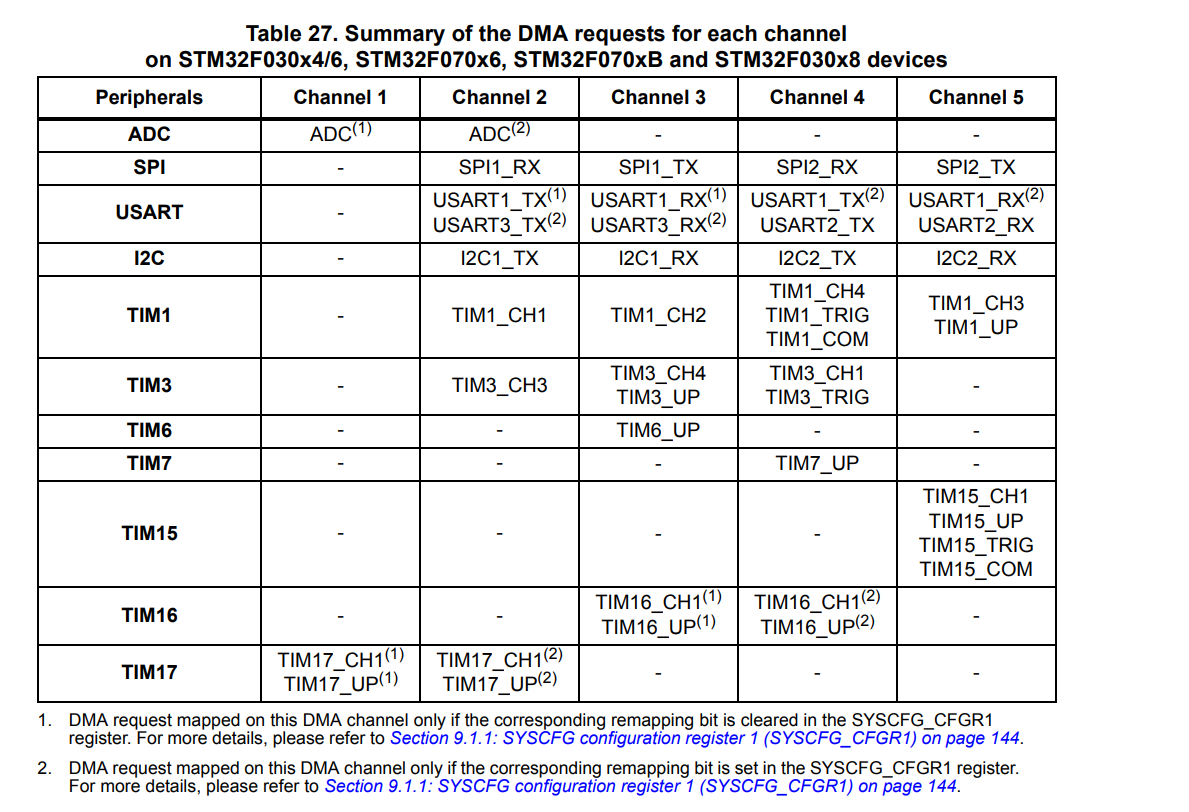 Table 27. Summary of the DMA requests for each channel
on STM32F030x4/6, STM32F070x6, STM32F070xB and STM32F030x8 devices
Peripherals Channel 1 Channel 2 Channel 3 Channel 4 Channel 5
ADC ADC(1) ADC(2) - - -
SPI - SPI1_RX SPI1_TX SPI2_RX SPI2_TX
USART - USART1_TX(1) USART1_RX(1) USART1_TX(2) USART1_RX(2)
USART3_TX(2) USART3_RX(2) USART2_TX USART2_RX
I2C - I2C1_TX I2C1_RX I2C2_TX I2C2_RX
TIM1 - TIM1_CH1 TIM1_CH2 TIM1_CH4 TIM1_CH3
TIM1_TRIG TIM1_UP
TIM1_COM
TIM3 - TIM3_CH3 TIM3_CH4 TIM3_CH1 -
TIM3_UP TIM3_TRIG
TIM6 - - TIM6_UP - -
TIM7 - - - TIM7_UP -
TIM15 - - - - TIM15_CH1
TIM15_UP
TIM15_TRIG
TIM15_COM
TIM16 - - TIM16_CH1(1) TIM16_CH1(2) -
TIM16_UP(1) TIM16_UP(2)
TIM17 TIM17_CH1(1) TIM17_CH1(2) - - -
TIM17_UP(1) TIM17_UP(2)
1. DMA request mapped on this DMA channel only if the corresponding remapping bit is cleared in the SYSCFG_CFGR1
register. For more details, please refer to Section 9.1.1: SYSCFG configuration register 1 (SYSCFG_CFGR1) on page 144.
2. DMA request mapped on this DMA channel only if the corresponding remapping bit is set in the SYSCFG_CFGR1 register.
For more details, please refer to Section 9.1.1: SYSCFG configuration register 1 (SYSCFG_CFGR1) on page 144.